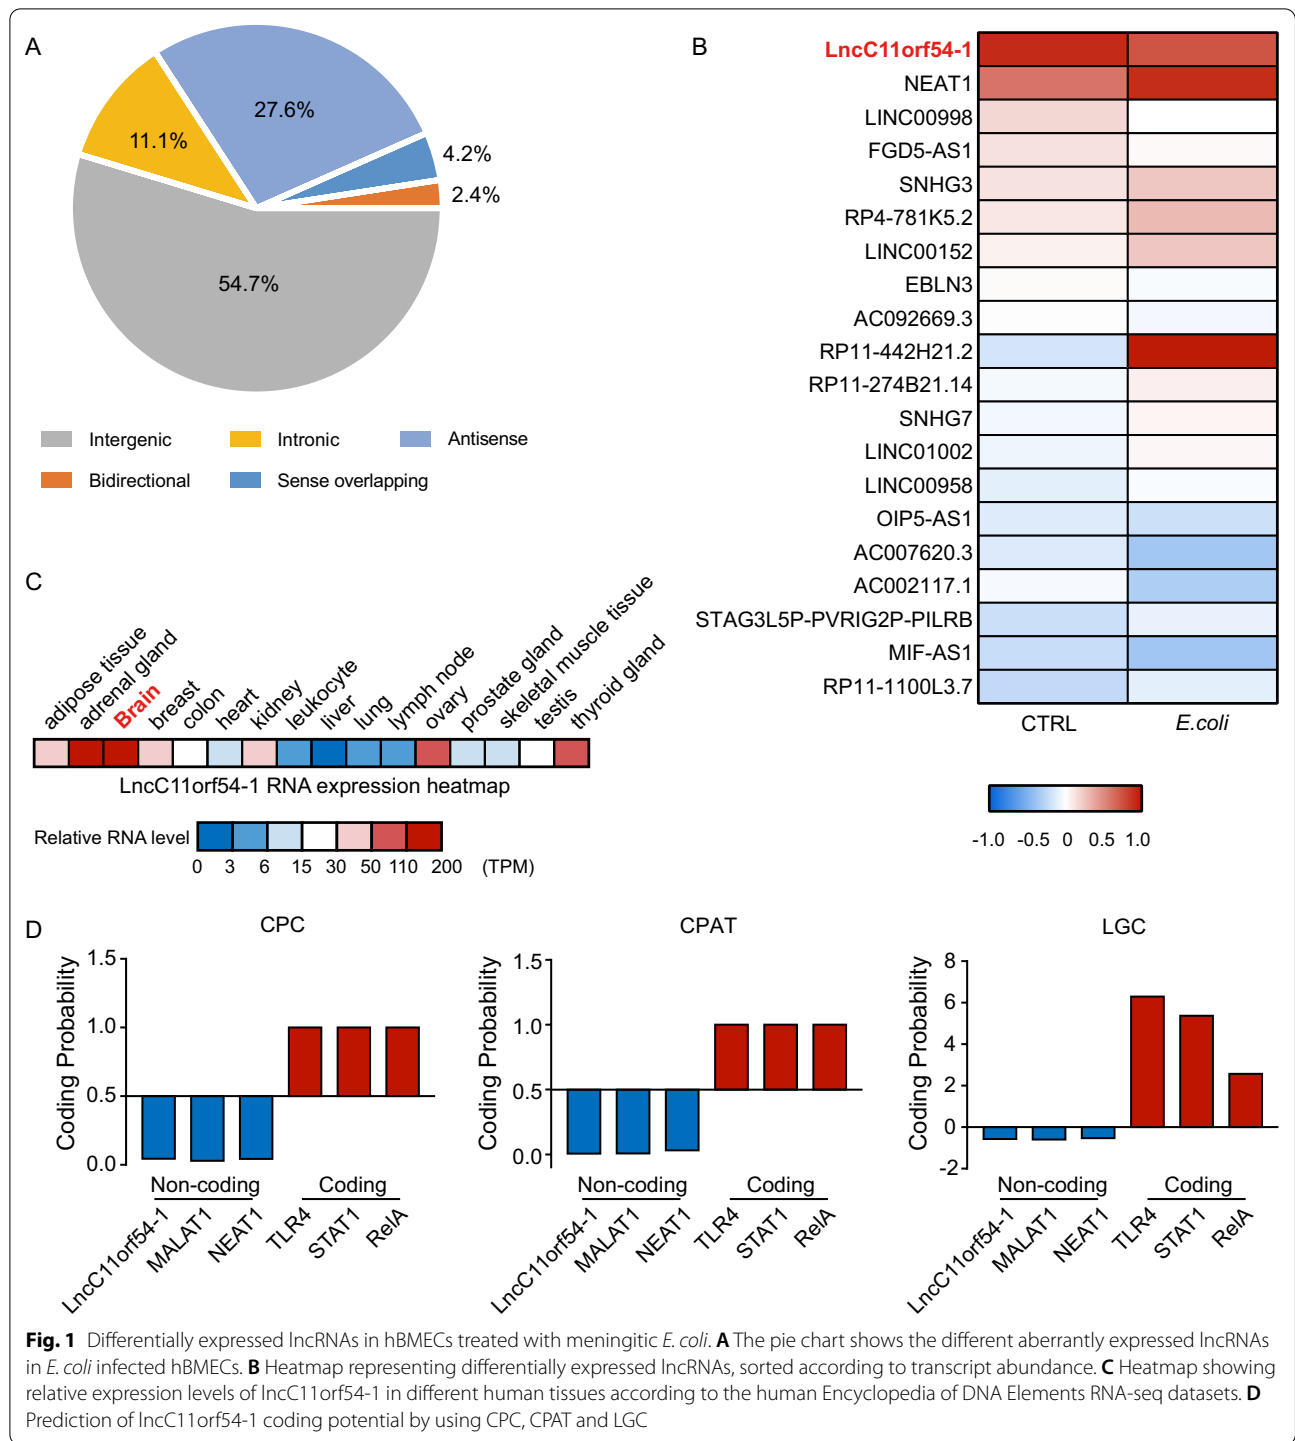 A
27.6%
11.1%
4.2%
2.4%
54.7%
Intergenic
Intronic
Antisense
Bidirectional
Sense overlapping
B
LncC11orf54-1
NEAT1
LINC00998
FGD5-AS1
SNHG3
RP4-781K5.2
LINC00152
EBLN3
AC092669.3
RP11-442H21.2
RP11-274B21.14
SNHG7
LINC01002
LINC00958
OIP5-AS1
AC007620.3
AC002117.1
STAG3L5P-PVRIG2P-PILRB
MIF-AS1
RP11-1100L3.7
CTRL E.coli
-1.0 -0.5 0 0.5 1.0
C
adipose tissue
adrenal gland
Brain
breast
colon
heart
kidney
leukocyte
liver
lung
lymph node
ovary
prostate gland
skeletal muscle tissue
testis
thyroid gland
LncC11orf54-1 RNA expression heatmap
Relative RNA level
0 3 6 15 30 50 110 200 (TPM)
D
CPC
Coding Probability
1.5
1.0
0.5
0.0
Non-coding Coding
LncC11orf54-1
MALAT1
NEAT1
TLR4
STAT1
RelA
CPAT
Coding Probability
1.5
1.0
0.5
0.0
Non-coding Coding
LncC11orf54-1
MALAT1
NEAT1
TLR4
STAT1
RelA
LGC
Coding Probability
8
6
4
2
0
-2
Non-coding Coding
LncC11orf54-1
MALAT1
NEAT1
TLR4
STAT1
RelA
Fig. 1 Differentially expressed lncRNAs in hBMECs treated with meningitic E. coli. A The pie chart shows the different aberrantly expressed lncRNAs
in E. coli infected hBMECs. B Heatmap representing differentially expressed lncRNAs, sorted according to transcript abundance. C Heatmap showing
relative expression levels of lncC11orf54-1 in different human tissues according to the human Encyclopedia of DNA Elements RNA-seq datasets. D
Prediction of lncC11orf54-1 coding potential by using CPC, CPAT and LGC